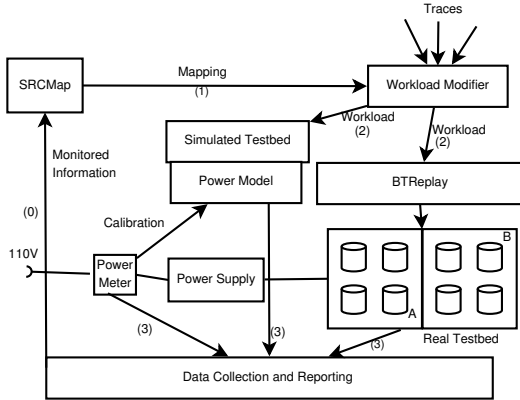 Traces
SRCMap
Mapping
(1)
Workload Modifier
Workload
(2)
Workload
(2)
Simulated Testbed
Power Model
BTReplay
Monitored
Information
(0)
Calibration
110V
Power
Meter
Power Supply
A
B
Real Testbed
(3)
(3)
(3)
Data Collection and Reporting